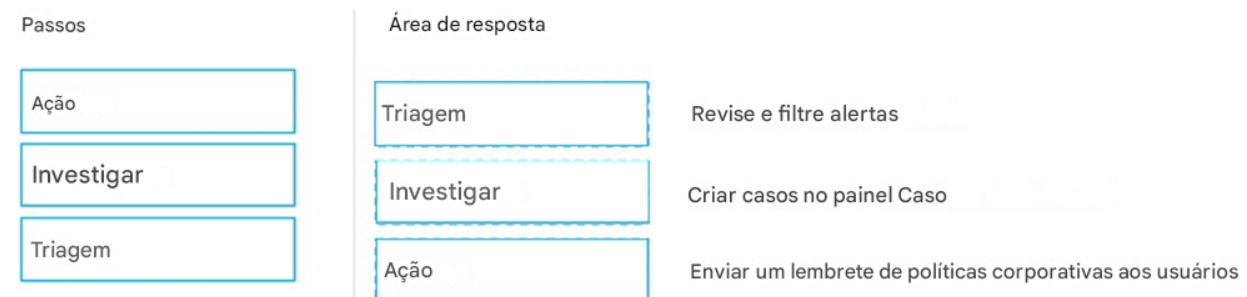 Passos
Área de resposta
Ação
Investigar
Triagem
Triagem
Revise e filtre alertas
Investigar
Criar casos no painel Caso
Ação
Enviar um lembrete de políticas corporativas aos usuários